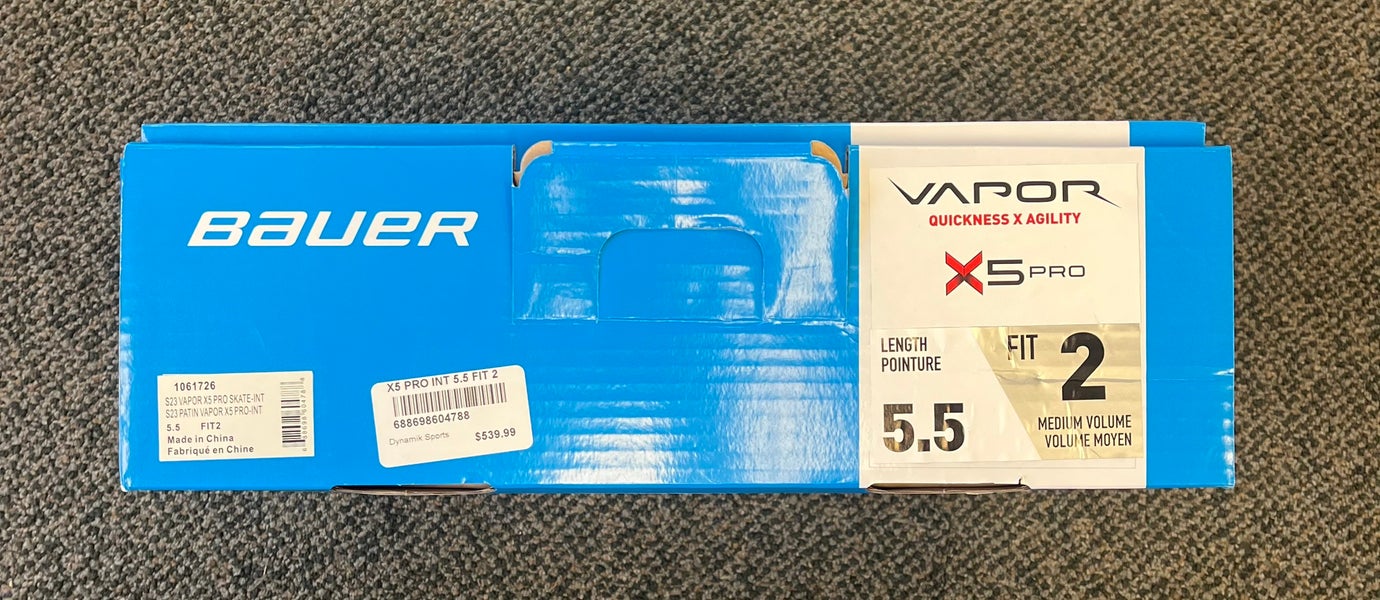 BAUER
1061726
S23 VAPOR X5 PRO SKATE-INT
S23 PATIN VAPOR X5 PRO-INT
5.5 FIT2
Made in China
Fabriqué en Chine
X5 PRO INT 5.5 FIT 2
688698604788
Dynamik Sports $539.99
VAPOR
QUICKNESS X AGILITY
X5 PRO
LENGTH
POINTURE
5.5
FIT 2
MEDIUM VOLUME
VOLUME MOYEN